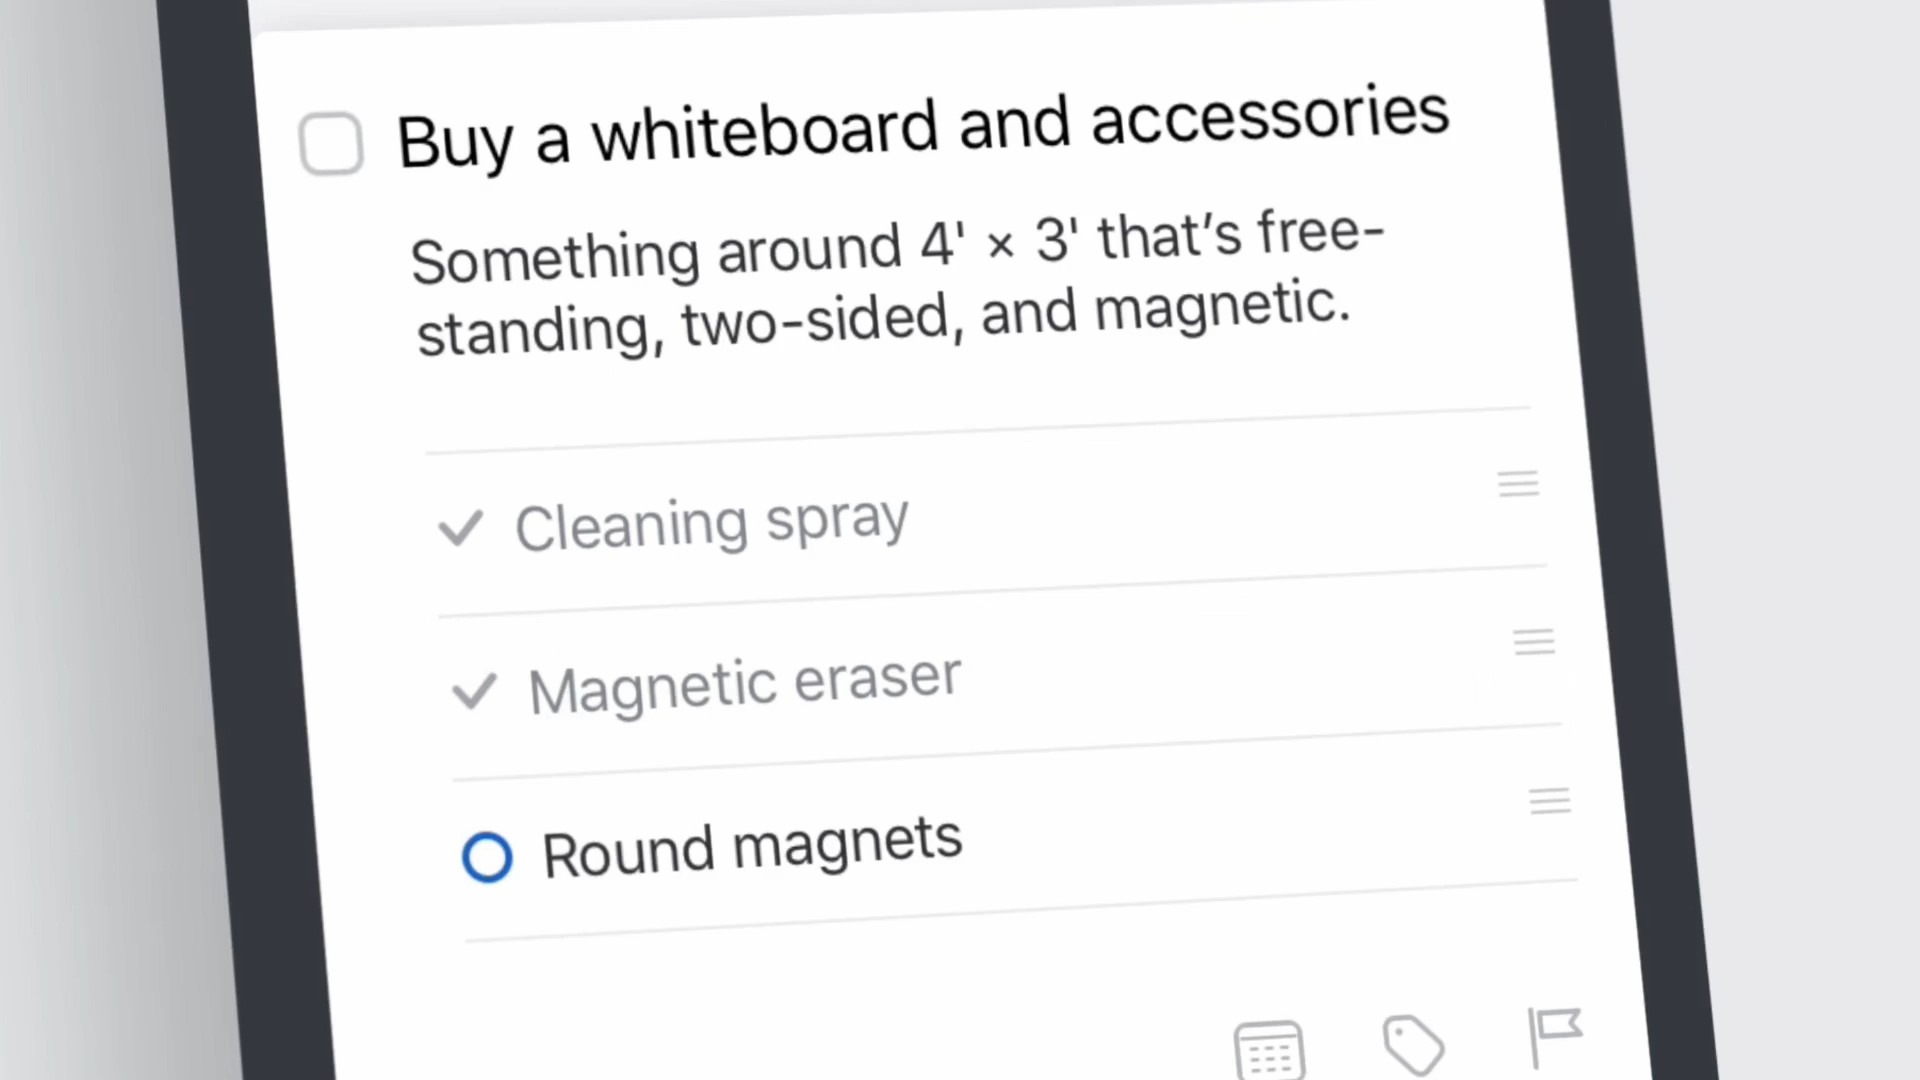 Buy a whiteboard and accessories
Something around 4' × 3' that’s free-
standing, two-sided, and magnetic.
Cleaning spray
Magnetic eraser
Round magnets